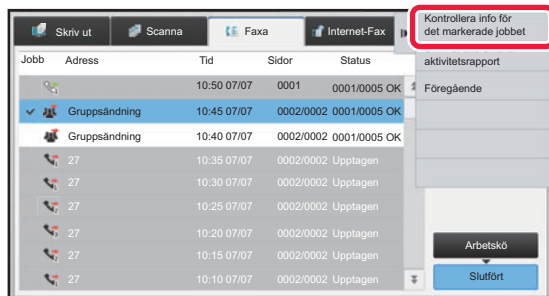 Skriv ut
Scanna
Faxa
Internet-Fax
Kontrollera info för
det markerade jobbet
aktivitetsrapport
Föregående
Jobb Adress Tid Sidor Status
10:50 07/07 0001 0001/0005 OK
Gruppsändning 10:45 07/07 0002/0002 0001/0005 OK
Gruppsändning 10:40 07/07 0002/0002 0001/0005 OK
27 10:35 07/07 0002/0002 Upptagen
27 10:30 07/07 0002/0002 Upptagen
27 10:25 07/07 0002/0002 Upptagen
27 10:20 07/07 0002/0002 Upptagen
27 10:15 07/07 0002/0002 Upptagen
27 10:10 07/07 0002/0002 Upptagen
Arbetskö
Slutfört